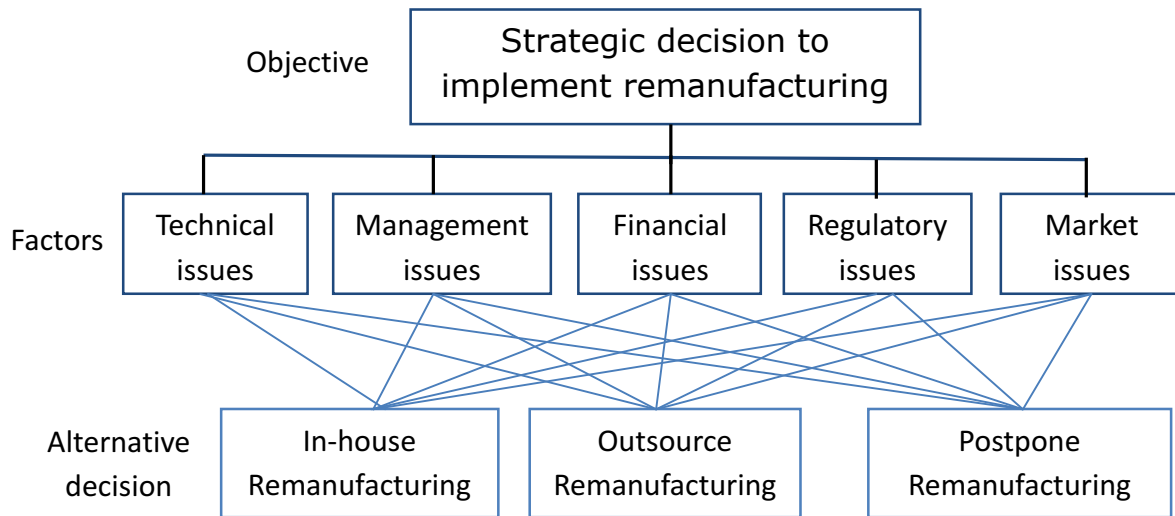 Objective
Strategic decision to
implement remanufacturing
Factors
Technical
issues
Management
issues
Financial
issues
Regulatory
issues
Market
issues
Alternative
decision
In-house
Remanufacturing
Outsource
Remanufacturing
Postpone
Remanufacturing